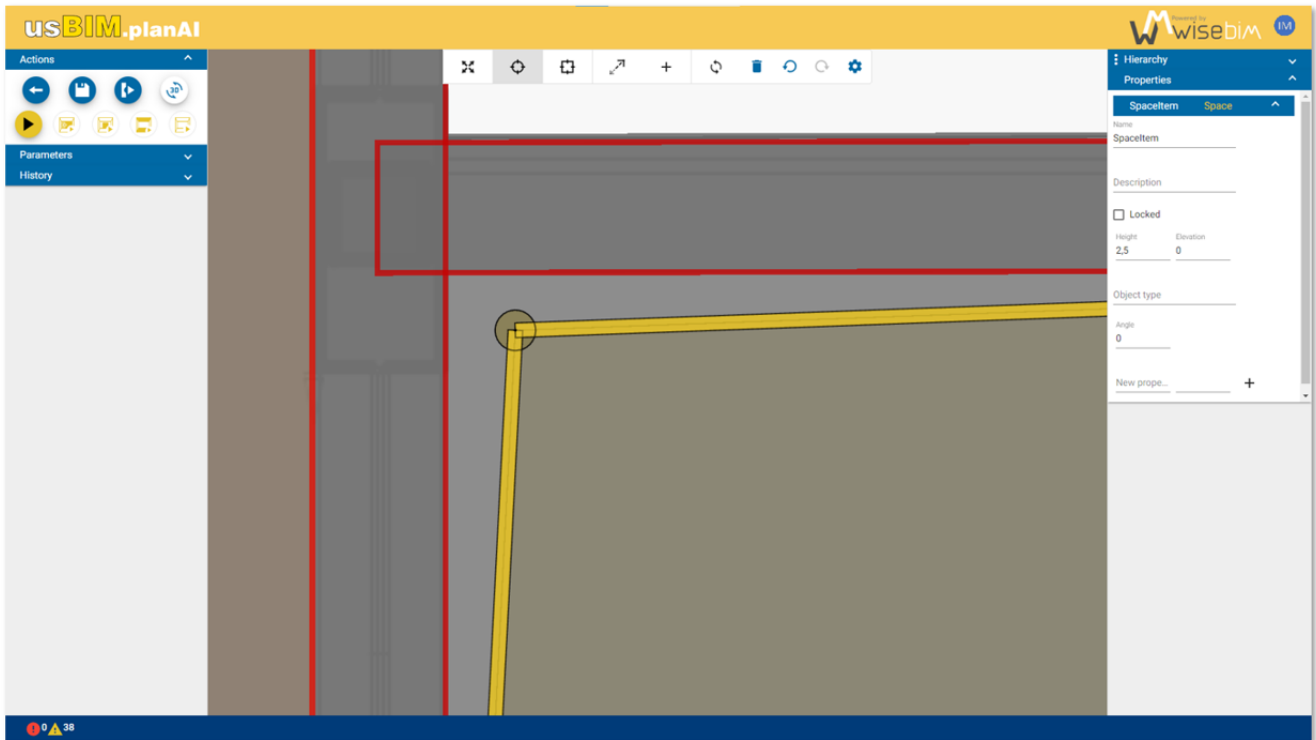 usBIM.planAI
Powered by
wisebim
IM
Actions
3D
Parameters
History
Hierarchy
Properties
SpaceItem Space
Name
SpaceItem
Description
Locked
Height Elevation
2,5 0
Object type
Angle
0
New prope...
0 38